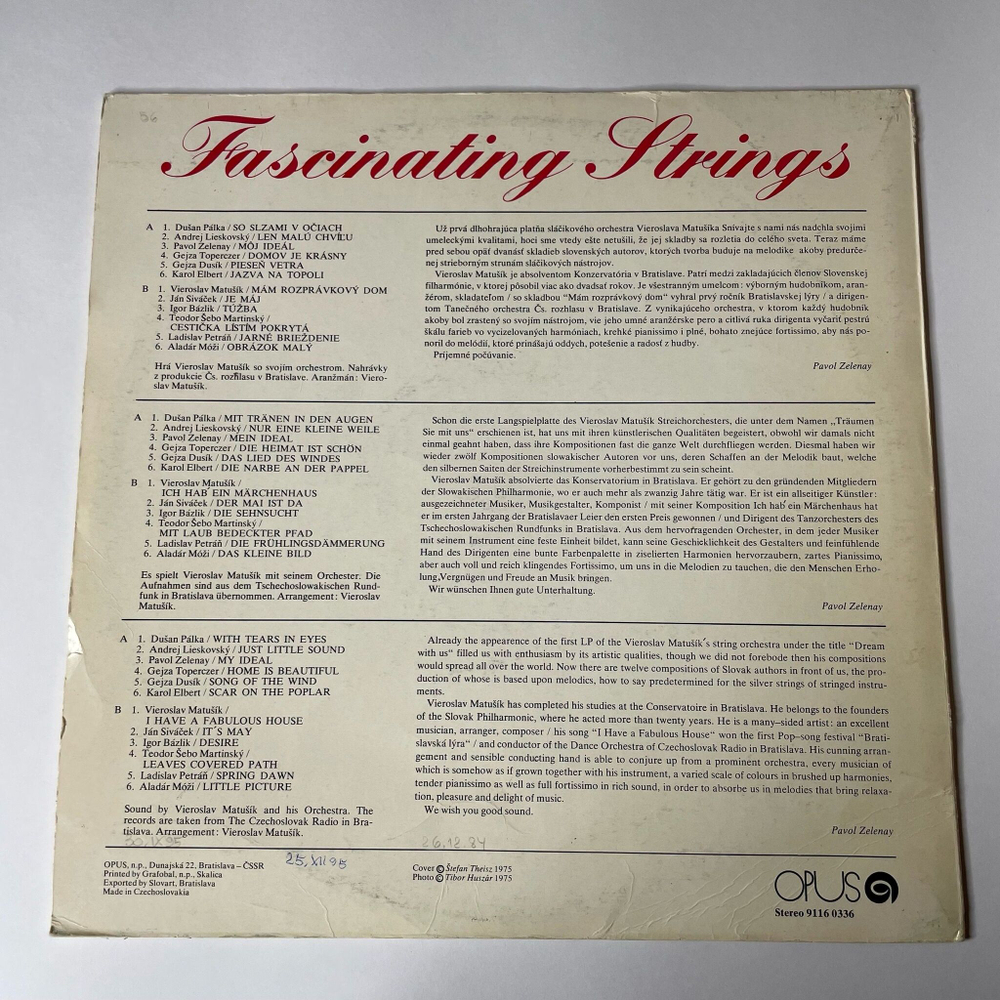 56
Fascinating Strings
A 1. Dušan Pálka / SO SLZAMI V OČIACH
2. Andrej Lieskovský / LEN MALÚ CHVÍĽU
3. Pavol Zelenay / MÔJ IDEÁL
4. Gejza Toperczer / DOMOV JE KRÁSNY
5. Gejza Dusík / PIESEŇ VETRA
6. Karol Elbert / JAZVA NA TOPOLI
B 1. Vieroslav Matušík / MÁM ROZPRÁVKOVÝ DOM
2. Ján Siváček / JE MÁJ
3. Igor Bázlik / TÚŽBA
4. Teodor Šebo Martinský /
CESTIČKA LÍSTÍM POKRYTÁ
5. Ladislav Petráň / JARNÉ BRIEŽDENIE
6. Aladár Móži / OBRÁZOK MALÝ
Hrá Vieroslav Matušík so svojím orchestrom. Nahrávky
z produkcie Čs. rozhlasu v Bratislave. Aranžmán: Viero-
slav Matušík.
Už prvá dlhohrajúca platňa sláčikového orchestra Vieroslava Matušíka Snívajte s nami nás nadchla svojimi
umeleckými kvalitami, hoci sme vtedy ešte netušili, že jej skladby sa rozletia do celého sveta. Teraz máme
pred sebou opäť dvanásť skladieb slovenských autorov, ktorých tvorba buduje na melodike akoby predurče-
nej strieborným strunám sláčikových nástrojov.
Vieroslav Matušík je absolventom Konzervatória v Bratislave. Patrí medzi zakladajúcich členov Slovenskej
filharmónie, v ktorej pôsobil viac ako dvadsať rokov. Je všestranným umelcom: výborným hudobníkom, aran-
žérom, skladateľom / so skladbou "Mám rozprávkový dom" vyhral prvý ročník Bratislavskej lýry / a dirigen-
tom Tanečného orchestra Čs. rozhlasu v Bratislave. Z vynikajúceho orchestra, v ktorom každý hudobník
akoby bol zrastený so svojím nástrojom, vie jeho umné aranžérske pero a citlivá ruka dirigenta vyčariť pestrú
škálu farieb vo vycizelovaných harmóniách, krehké pianissimo i plné, bohato znejúce fortissimo, aby nás po-
noril do melódií, ktoré prinášajú oddych, potešenie a radosť z hudby.
Príjemné počúvanie.
Pavol Zelenay
A 1. Dušan Pálka / MIT TRÄNEN IN DEN AUGEN
2. Andrej Lieskovský / NUR EINE KLEINE WEILE
3. Pavol Zelenay / MEIN IDEAL
4. Gejza Toperczer / DIE HEIMAT IST SCHÖN
5. Gejza Dusík / DAS LIED DES WINDES
6. Karol Elbert / DIE NARBE AN DER PAPPEL
B 1. Vieroslav Matušík /
ICH HAB EIN MÄRCHENHAUS
2. Ján Siváček / DER MAI IST DA
3. Igor Bázlik / DIE SEHNSUCHT
4. Teodor Šebo Martinský /
MIT LAUB BEDECKTER PFAD
5. Ladislav Petráň / DIE FRÜHLINGSDÄMMERUNG
6. Aladár Móži / DAS KLEINE BILD
Es spielt Vieroslav Matušík mit seinem Orchester. Die
Aufnahmen sind aus dem Tschechoslowakischen Rund-
funk in Bratislava übernommen. Arrangement: Vieroslav
Matušík.
Schon die erste Langspielplatte des Vieroslav Matušík Streichorchesters, die unter dem Namen „Träumen
Sie mit uns" erschienen ist, hat uns mit ihren künstlerischen Qualitäten begeistert, obwohl wir damals nicht
einmal geahnt haben, dass ihre Kompositionen fast die ganze Welt durchfliegen werden. Diesmal haben wir
wieder zwölf Kompositionen slowakischer Autoren vor uns, deren Schaffen an der Melodik baut, welche
den silbernen Saiten der Streichinstrumente vorherbestimmt zu sein scheint.
Vieroslav Matušík absolvierte das Konservatorium in Bratislava. Er gehört zu den gründenden Mitgliedern
der Slowakischen Philharmonie, wo er auch mehr als zwanzig Jahre tätig war. Er ist ein allseitiger Künstler:
ausgezeichneter Musiker, Musikgestalter, Komponist / mit seiner Komposition Ich hab ein Märchenhaus hat
er im ersten Jahrgang der Bratislavaer Leier den ersten Preis gewonnen / und Dirigent des Tanzorchesters des
Tschechoslowakischen Rundfunks in Bratislava. Aus dem hervorragenden Orchester, in dem jeder Musiker
mit seinem Instrument eine feste Einheit bildet, kann seine Geschicklichkeit des Gestalters und feinfühlende
Hand des Dirigenten eine bunte Farbenpalette in ziselierten Harmonien hervorzaubern, zartes Pianissimo,
aber auch voll und reich klingendes Fortissimo, um uns in die Melodien zu tauchen, die den Menschen Erho-
lung,Vergnügen und Freude an Musik bringen.
Wir wünschen Ihnen gute Unterhaltung.
Pavol Zelenay
A 1. Dušan Pálka / WITH TEARS IN EYES
2. Andrej Lieskovský / JUST LITTLE SOUND
3. Pavol Zelenay / MY IDEAL
4. Gejza Toperczer / HOME IS BEAUTIFUL
5. Gejza Dusík / SONG OF THE WIND
6. Karol Elbert / SCAR ON THE POPLAR
B 1. Vieroslav Matušík /
I HAVE A FABULOUS HOUSE
2. Ján Siváček / IT´S MAY
3. Igor Bázlik / DESIRE
4. Teodor Šebo Martinský /
LEAVES COVERED PATH
5. Ladislav Petráň / SPRING DAWN
6. Aladár Móži / LITTLE PICTURE
Sound by Vieroslav Matušík and his Orchestra. The
records are taken from The Czechoslovak Radio in Bra-
tislava. Arrangement: Vieroslav Matušík.
Already the appearence of the first LP of the Vieroslav Matušík´s string orchestra under the title "Dream
with us" filled us with enthusiasm by its artistic qualities, though we did not forebode then his compositions
would spread all over the world. Now there are twelve compositions of Slovak authors in front of us, the pro-
duction of whose is based upon melodics, how to say predetermined for the silver strings of stringed instru-
ments.
Vieroslav Matušík has completed his studies at the Conservatoire in Bratislava. He belongs to the founders
of the Slovak Philharmonic, where he acted more than twenty years. He is a many–sided artist: an excellent
musician, arranger, composer / his song "I Have a Fabulous House" won the first Pop–song festival "Brati-
slavská lýra" / and conductor of the Dance Orchestra of Czechoslovak Radio in Bratislava. His cunning arran-
gement and sensible conducting hand is able to conjure up from a prominent orchestra, every musician of
which is somehow as if grown together with his instrument, a varied scale of colours in brushed up harmonies,
tender pianissimo as well as full fortissimo in rich sound, in order to absorbe us in melodies that bring relaxa-
tion, pleasure and delight of music.
We wish you good sound.
Pavol Zelenay
30.IX95
26.12.84
25.XII95
OPUS, n.p., Dunajská 22, Bratislava – ČSSR
Printed by Grafobal, n.p., Skalica
Exported by Slovart, Bratislava
Made in Czechoslovakia
Cover © Štefan Theisz 1975
Photo © Tibor Huszár 1975
OPUS
Stereo 9116 0336